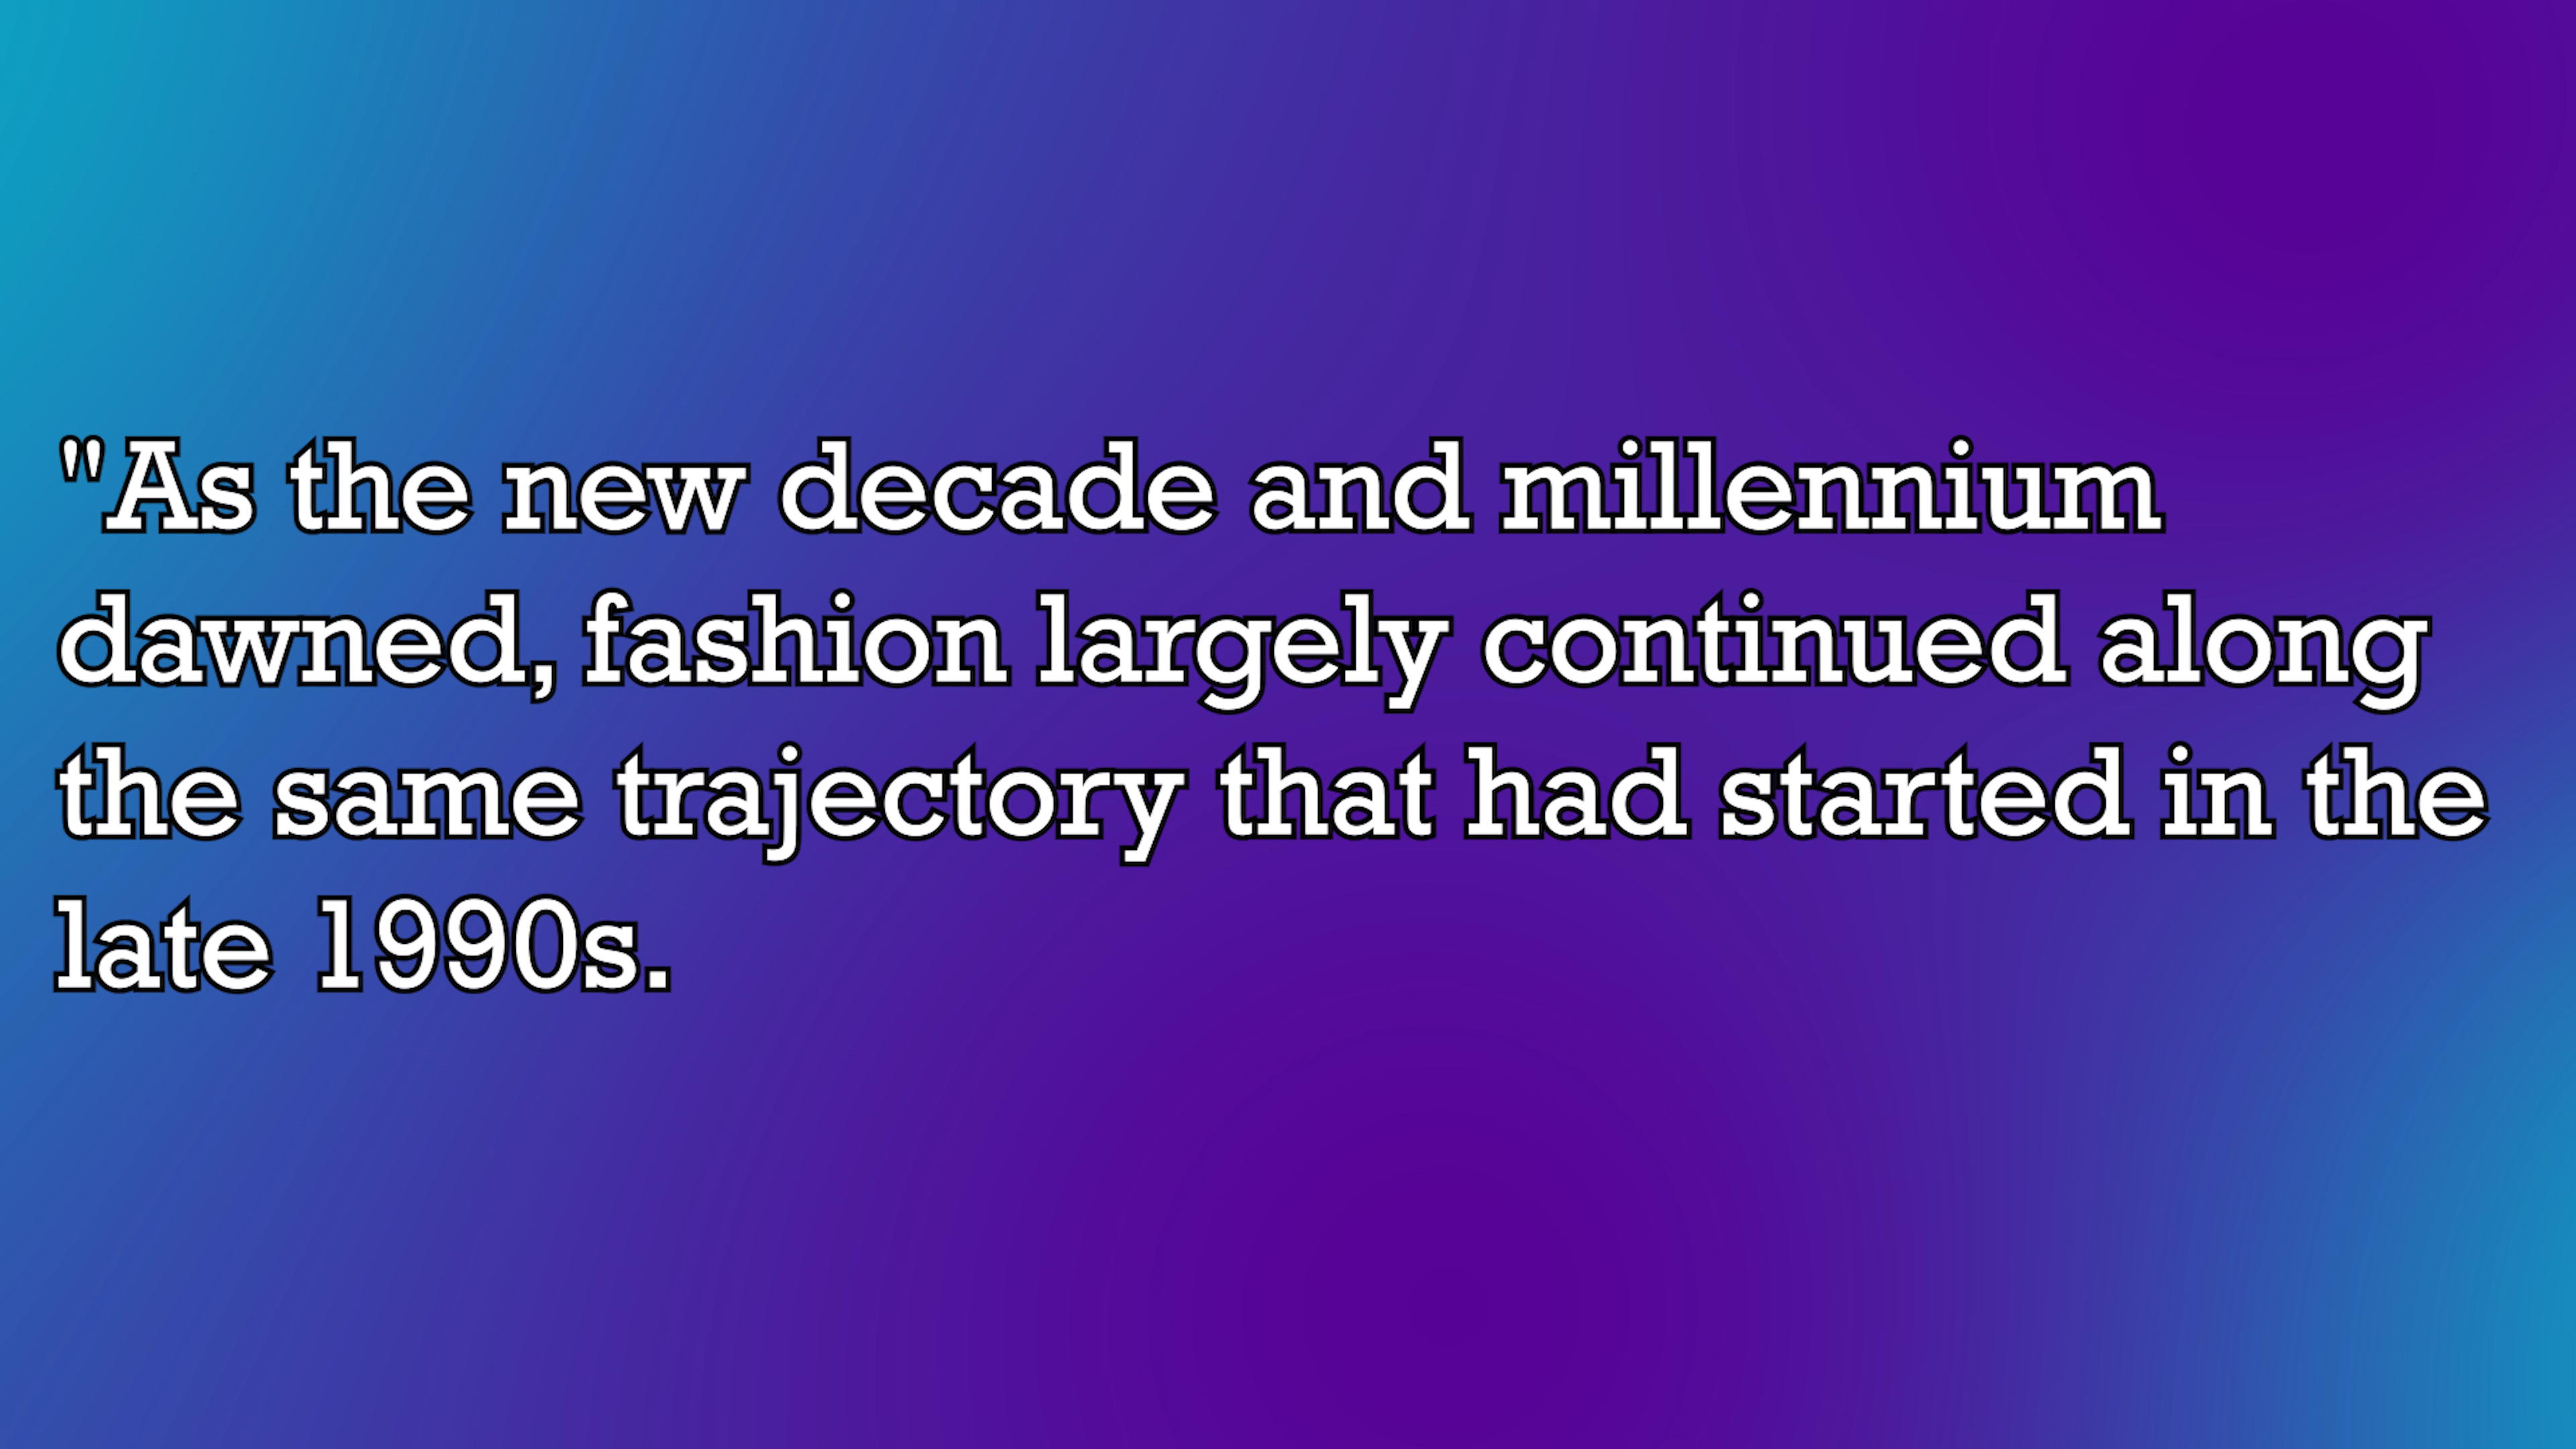 "As the new decade and millennium
dawned, fashion largely continued along
the same trajectory that had started in the
late 1990s.